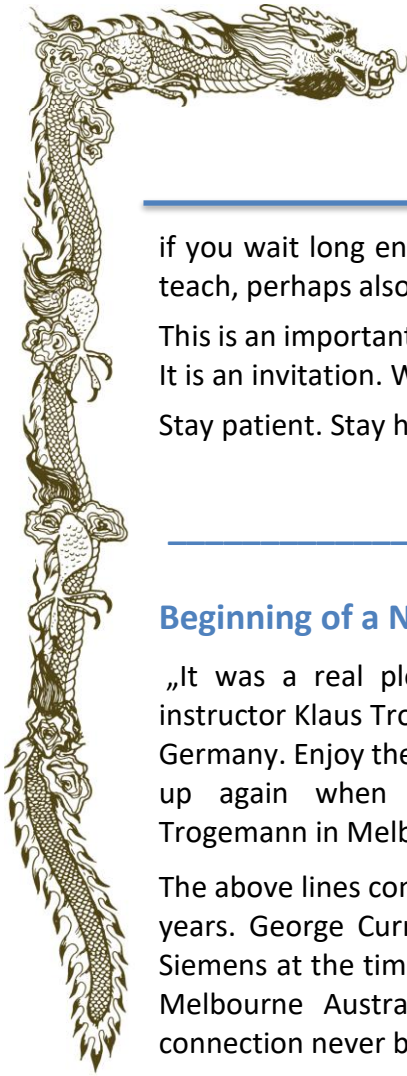 if you wait long en
teach, perhaps also
This is an important
It is an invitation. W
Stay patient. Stay h
Beginning of a N
„It was a real ple
instructor Klaus Tro
Germany. Enjoy the
up again when
Trogemann in Melb
The above lines cor
years. George Curr
Siemens at the tim
Melbourne Austra
connection never b